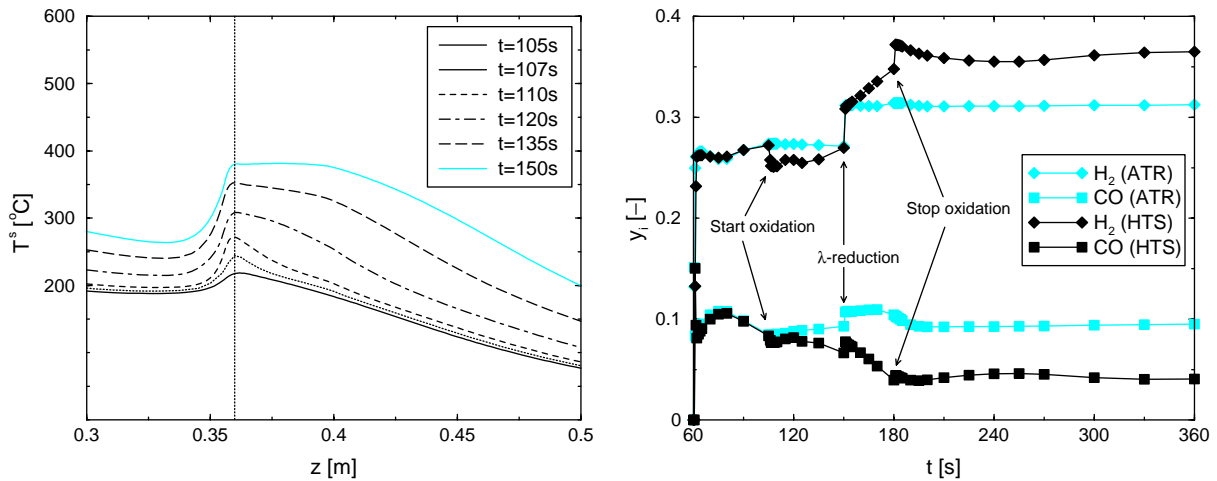 600
500
400
300
200
T^s [°C]
0.3
0.35
0.4
0.45
0.5
z [m]
t=105s
t=107s
t=110s
t=120s
t=135s
t=150s
0.4
0.3
0.2
0.1
0
y_i [−]
60
120
180
240
300
360
t [s]
Start oxidation
λ-reduction
Stop oxidation
H_2 (ATR)
CO (ATR)
H_2 (HTS)
CO (HTS)